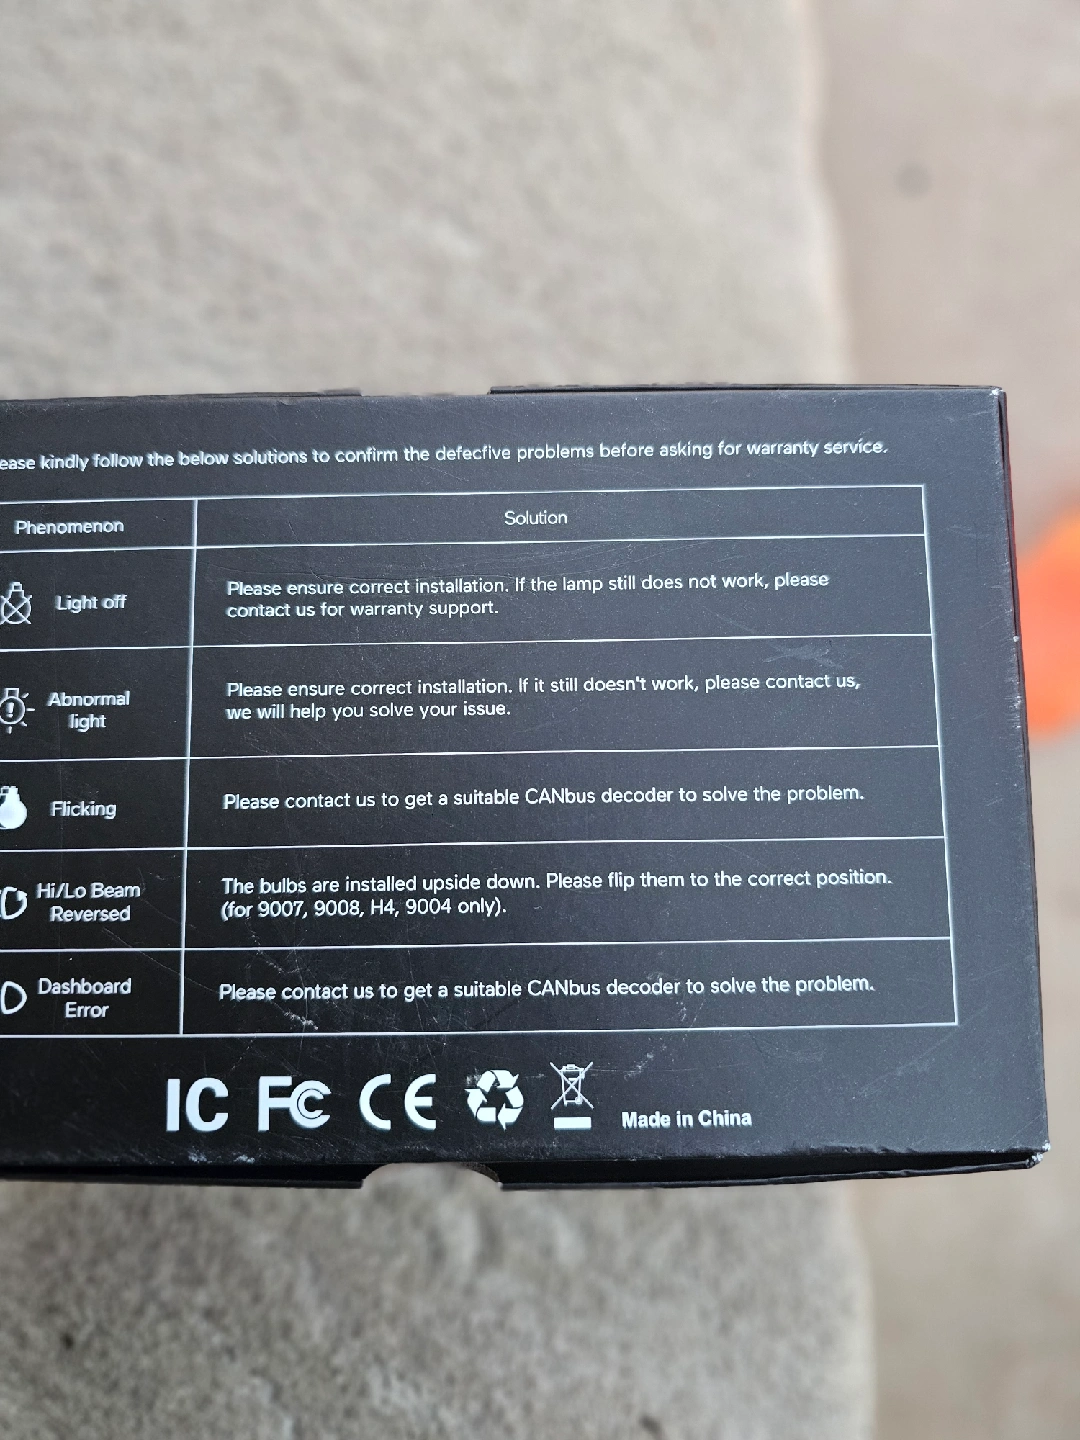 ease kindly follow the below solutions to confirm the defecfive problems before asking for warranty service.
Phenomenon
Solution
Light off
Please ensure correct installation. If the lamp still does not work, please
contact us for warranty support.
Abnormal
light
Please ensure correct installation. If it still doesn't work, please contact us,
we will help you solve your issue.
Flicking
Please contact us to get a suitable CANbus decoder to solve the problem.
Hi/Lo Beam
Reversed
The bulbs are installed upside down. Please flip them to the correct position.
(for 9007, 9008, H4, 9004 only).
Dashboard
Error
Please contact us to get a suitable CANbus decoder to solve the problem.
IC FC CE Made in China